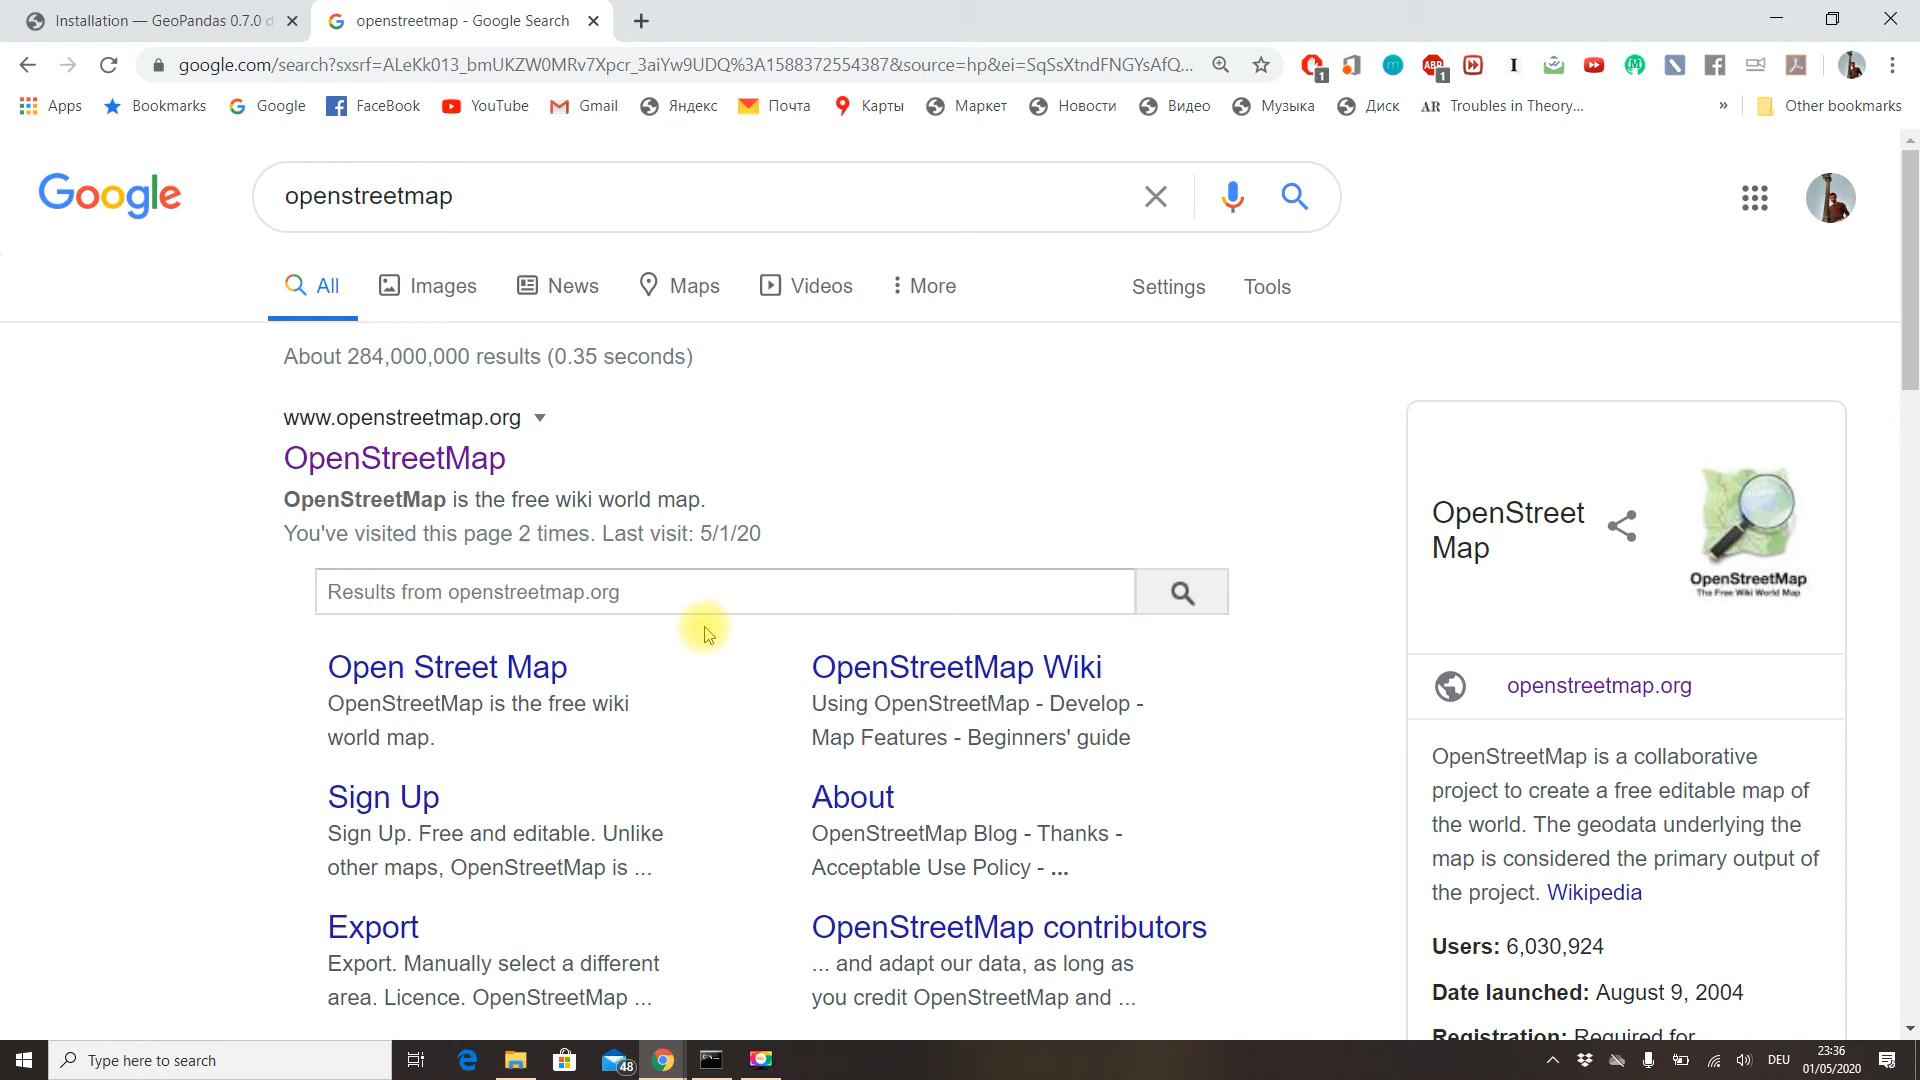 Installation — GeoPandas 0.7.0 d
openstreetmap - Google Search
google.com/search?sxsrf=ALeKk013_bmUKZW0MRv7Xpcr_3aiYw9UDQ%3A1588372554387&source=hp&ei=SqSsXtndFNGYsAfQ...
1
ABP
1
Apps
Bookmarks
Google
FaceBook
YouTube
Gmail
Яндекс
Почта
Карты
Маркет
Новости
Видео
Музыка
Диск
AR Troubles in Theory...
»
Other bookmarks
Google
openstreetmap
All
Images
News
Maps
Videos
More
Settings
Tools
About 284,000,000 results (0.35 seconds)
www.openstreetmap.org
OpenStreetMap
OpenStreetMap is the free wiki world map.
You've visited this page 2 times. Last visit: 5/1/20
Results from openstreetmap.org
Open Street Map
OpenStreetMap is the free wiki
world map.
OpenStreetMap Wiki
Using OpenStreetMap - Develop -
Map Features - Beginners' guide
Sign Up
Sign Up. Free and editable. Unlike
other maps, OpenStreetMap is ...
About
OpenStreetMap Blog - Thanks -
Acceptable Use Policy - ...
Export
Export. Manually select a different
area. Licence. OpenStreetMap ...
OpenStreetMap contributors
... and adapt our data, as long as
you credit OpenStreetMap and ...
OpenStreet
Map
OpenStreetMap
The Free Wiki World Map
openstreetmap.org
OpenStreetMap is a collaborative
project to create a free editable map of
the world. The geodata underlying the
map is considered the primary output of
the project. Wikipedia
Users: 6,030,924
Date launched: August 9, 2004
Registration: Required for
Type here to search
48
DEU
23:36
01/05/2020